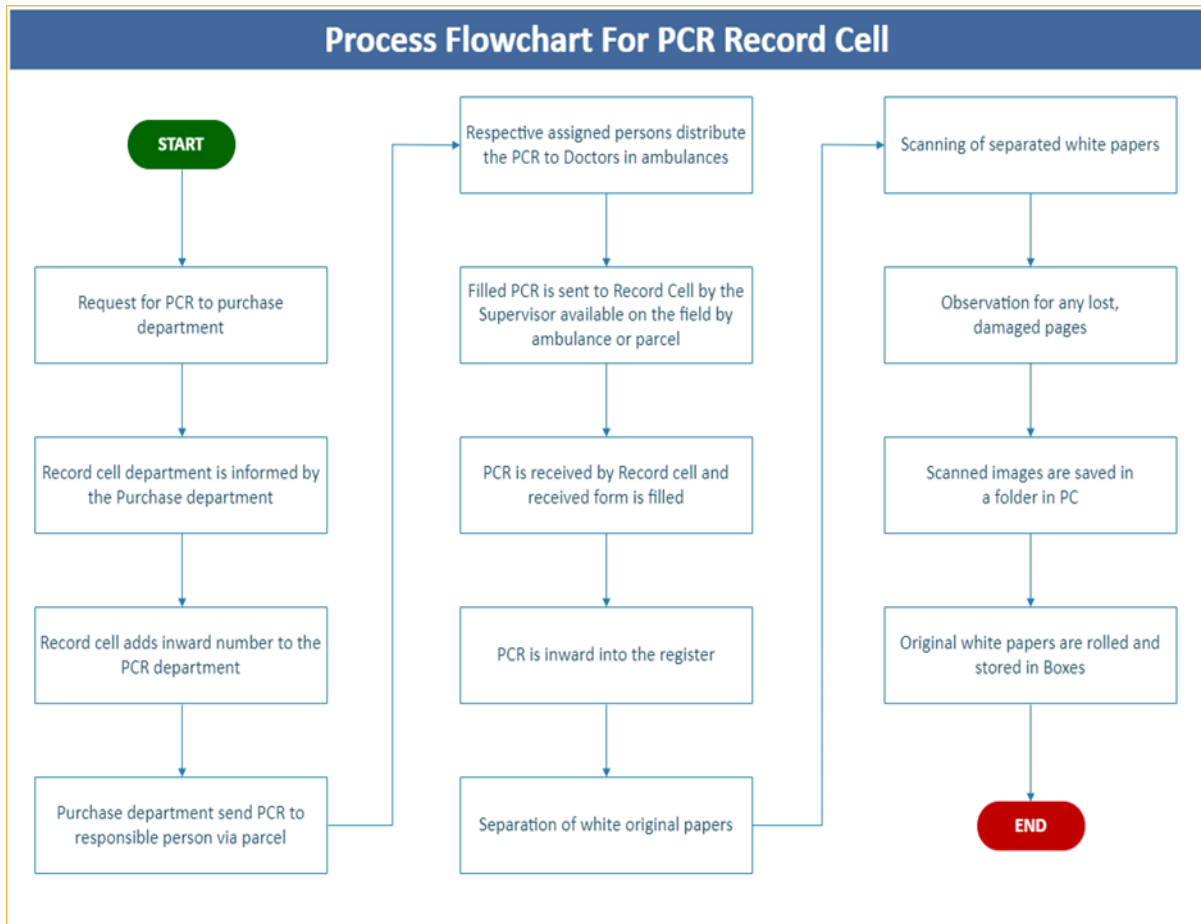 Process Flowchart For PCR Record Cell
START
Request for PCR to purchase
department
Record cell department is informed by
the Purchase department
Record cell adds inward number to the
PCR department
Purchase department send PCR to
responsible person via parcel
Respective assigned persons distribute
the PCR to Doctors in ambulances
Filled PCR is sent to Record Cell by the
Supervisor available on the field by
ambulance or parcel
PCR is received by Record cell and
received form is filled
PCR is inward into the register
Separation of white original papers
Scanning of separated white papers
Observation for any lost,
damaged pages
Scanned images are saved in
a folder in PC
Original white papers are rolled and
stored in Boxes
END